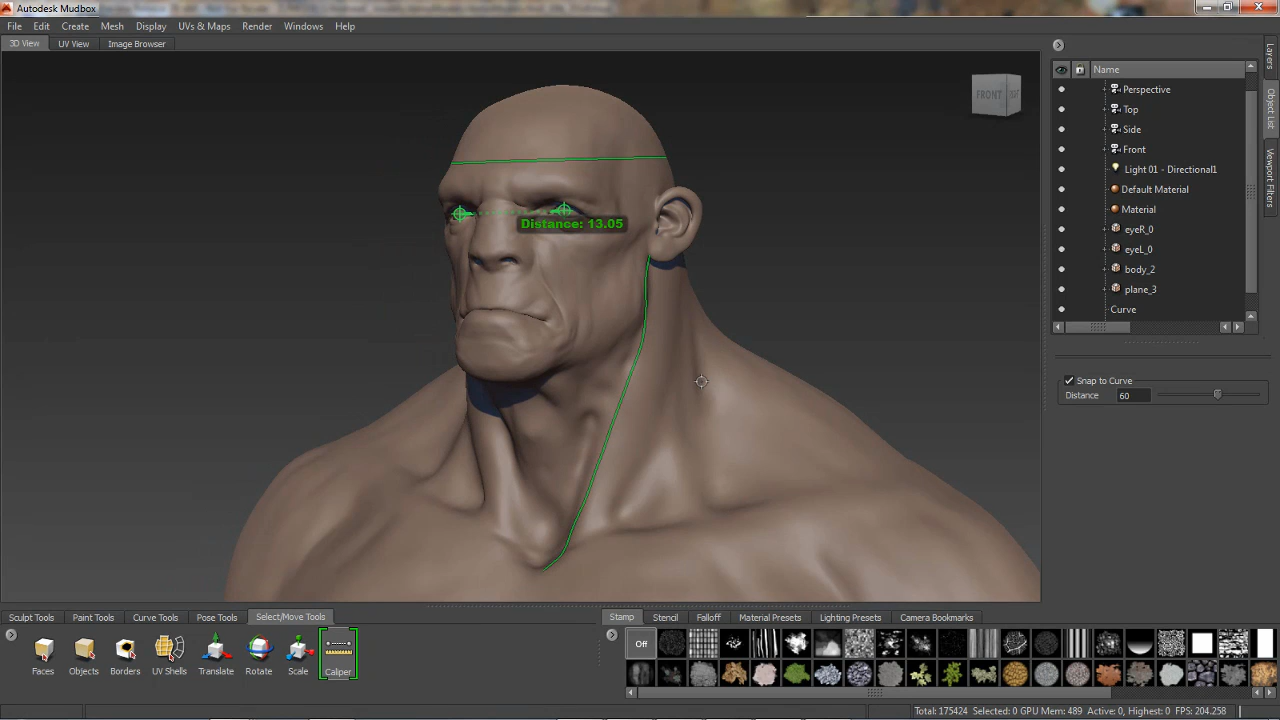 Autodesk Mudbox
File Edit Create Mesh Display UVs & Maps Render Windows Help
3D View UV View Image Browser
FRONT
Distance: 13.05
Name
Perspective
Top
Side
Front
Light 01 - Directional1
Default Material
Material
eyeR_0
eyeL_0
body_2
plane_3
Curve
Layers
Object List
Viewport Filters
Snap to Curve
Distance 60
Sculpt Tools Paint Tools Curve Tools Pose Tools Select/Move Tools
Faces Objects Borders UV Shells Translate Rotate Scale Caliper
Stamp Stencil Falloff Material Presets Lighting Presets Camera Bookmarks
Off
Total: 175424 Selected: 0 GPU Mem: 489 Active: 0, Highest: 0 FPS: 204.258